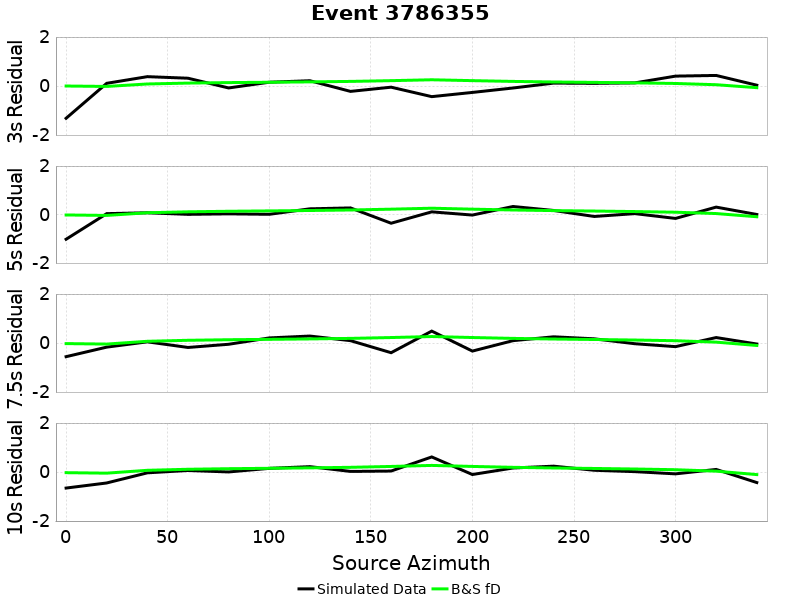 Event 3786355
3s Residual
2
0
-2
5s Residual
2
0
-2
7.5s Residual
2
0
-2
10s Residual
2
0
-2
0 50 100 150 200 250 300
Source Azimuth
Simulated Data B&S fD